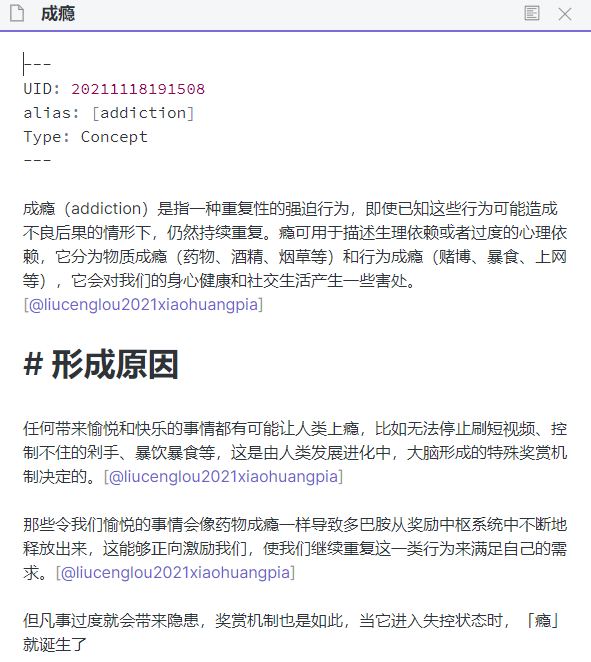 成瘾
---
UID: 20211118191508
alias: [addiction]
Type: Concept
---
成瘾（addiction）是指一种重复性的强迫行为，即使已知这些行为可能造成
不良后果的情形下，仍然持续重复。瘾可用于描述生理依赖或者过度的心理依
赖，它分为物质成瘾（药物、酒精、烟草等）和行为成瘾（赌博、暴食、上网
等），它会对我们的身心健康和社交生活产生一些害处。
[@liucenglou2021xiaohuangpia]
# 形成原因
任何带来愉悦和快乐的事情都有可能让人类上瘾，比如无法停止刷短视频、控
制不住的剁手、暴饮暴食等，这是由人类发展进化中，大脑形成的特殊奖赏机
制决定的。[@liucenglou2021xiaohuangpia]
那些令我们愉悦的事情会像药物成瘾一样导致多巴胺从奖励中枢系统中不断地
释放出来，这能够正向激励我们，使我们继续重复这一类行为来满足自己的需
求。[@liucenglou2021xiaohuangpia]
但凡事过度就会带来隐患，奖赏机制也是如此，当它进入失控状态时，「瘾」
就诞生了